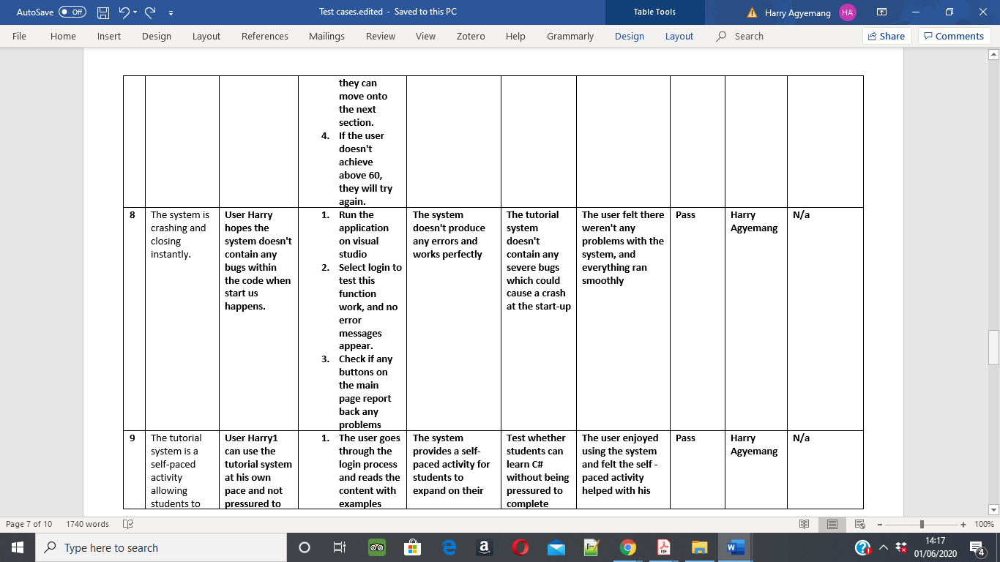 AutoSave Off
Test cases.edited - Saved to this PC
Table Tools
Harry Agyemang HA
File Home Insert Design Layout References Mailings Review View Zotero Help Grammarly Design Layout Search Share Comments
they can
move onto
the next
section.
4. If the user
doesn't
achieve
above 60,
they will try
again.
8
The system is
crashing and
closing
instantly.
User Harry
hopes the
system doesn't
contain any
bugs within
the code when
start us
happens.
1. Run the
application
on visual
studio
2. Select login to
test this
function
work, and no
error
messages
appear.
3. Check if any
buttons on
the main
page report
back any
problems
The system
doesn't produce
any errors and
works perfectly
The tutorial
system
doesn't
contain any
severe bugs
which could
cause a crash
at the start-up
The user felt there
weren't any
problems with the
system, and
everything ran
smoothly
Pass
Harry
Agyemang
N/a
9
The tutorial
system is a
self-paced
activity
allowing
students to
User Harry1
can use the
tutorial system
at his own
pace and not
pressured to
1. The user goes
through the
login process
and reads the
content with
examples
The system
provides a self-
paced activity for
students to
expand on their
Test whether
students can
learn C#
without being
pressured to
complete
The user enjoyed
using the system
and felt the self -
paced activity
helped with his
Pass
Harry
Agyemang
N/a
Page 7 of 10 1740 words 100%
Type here to search
14:17
01/06/2020
4